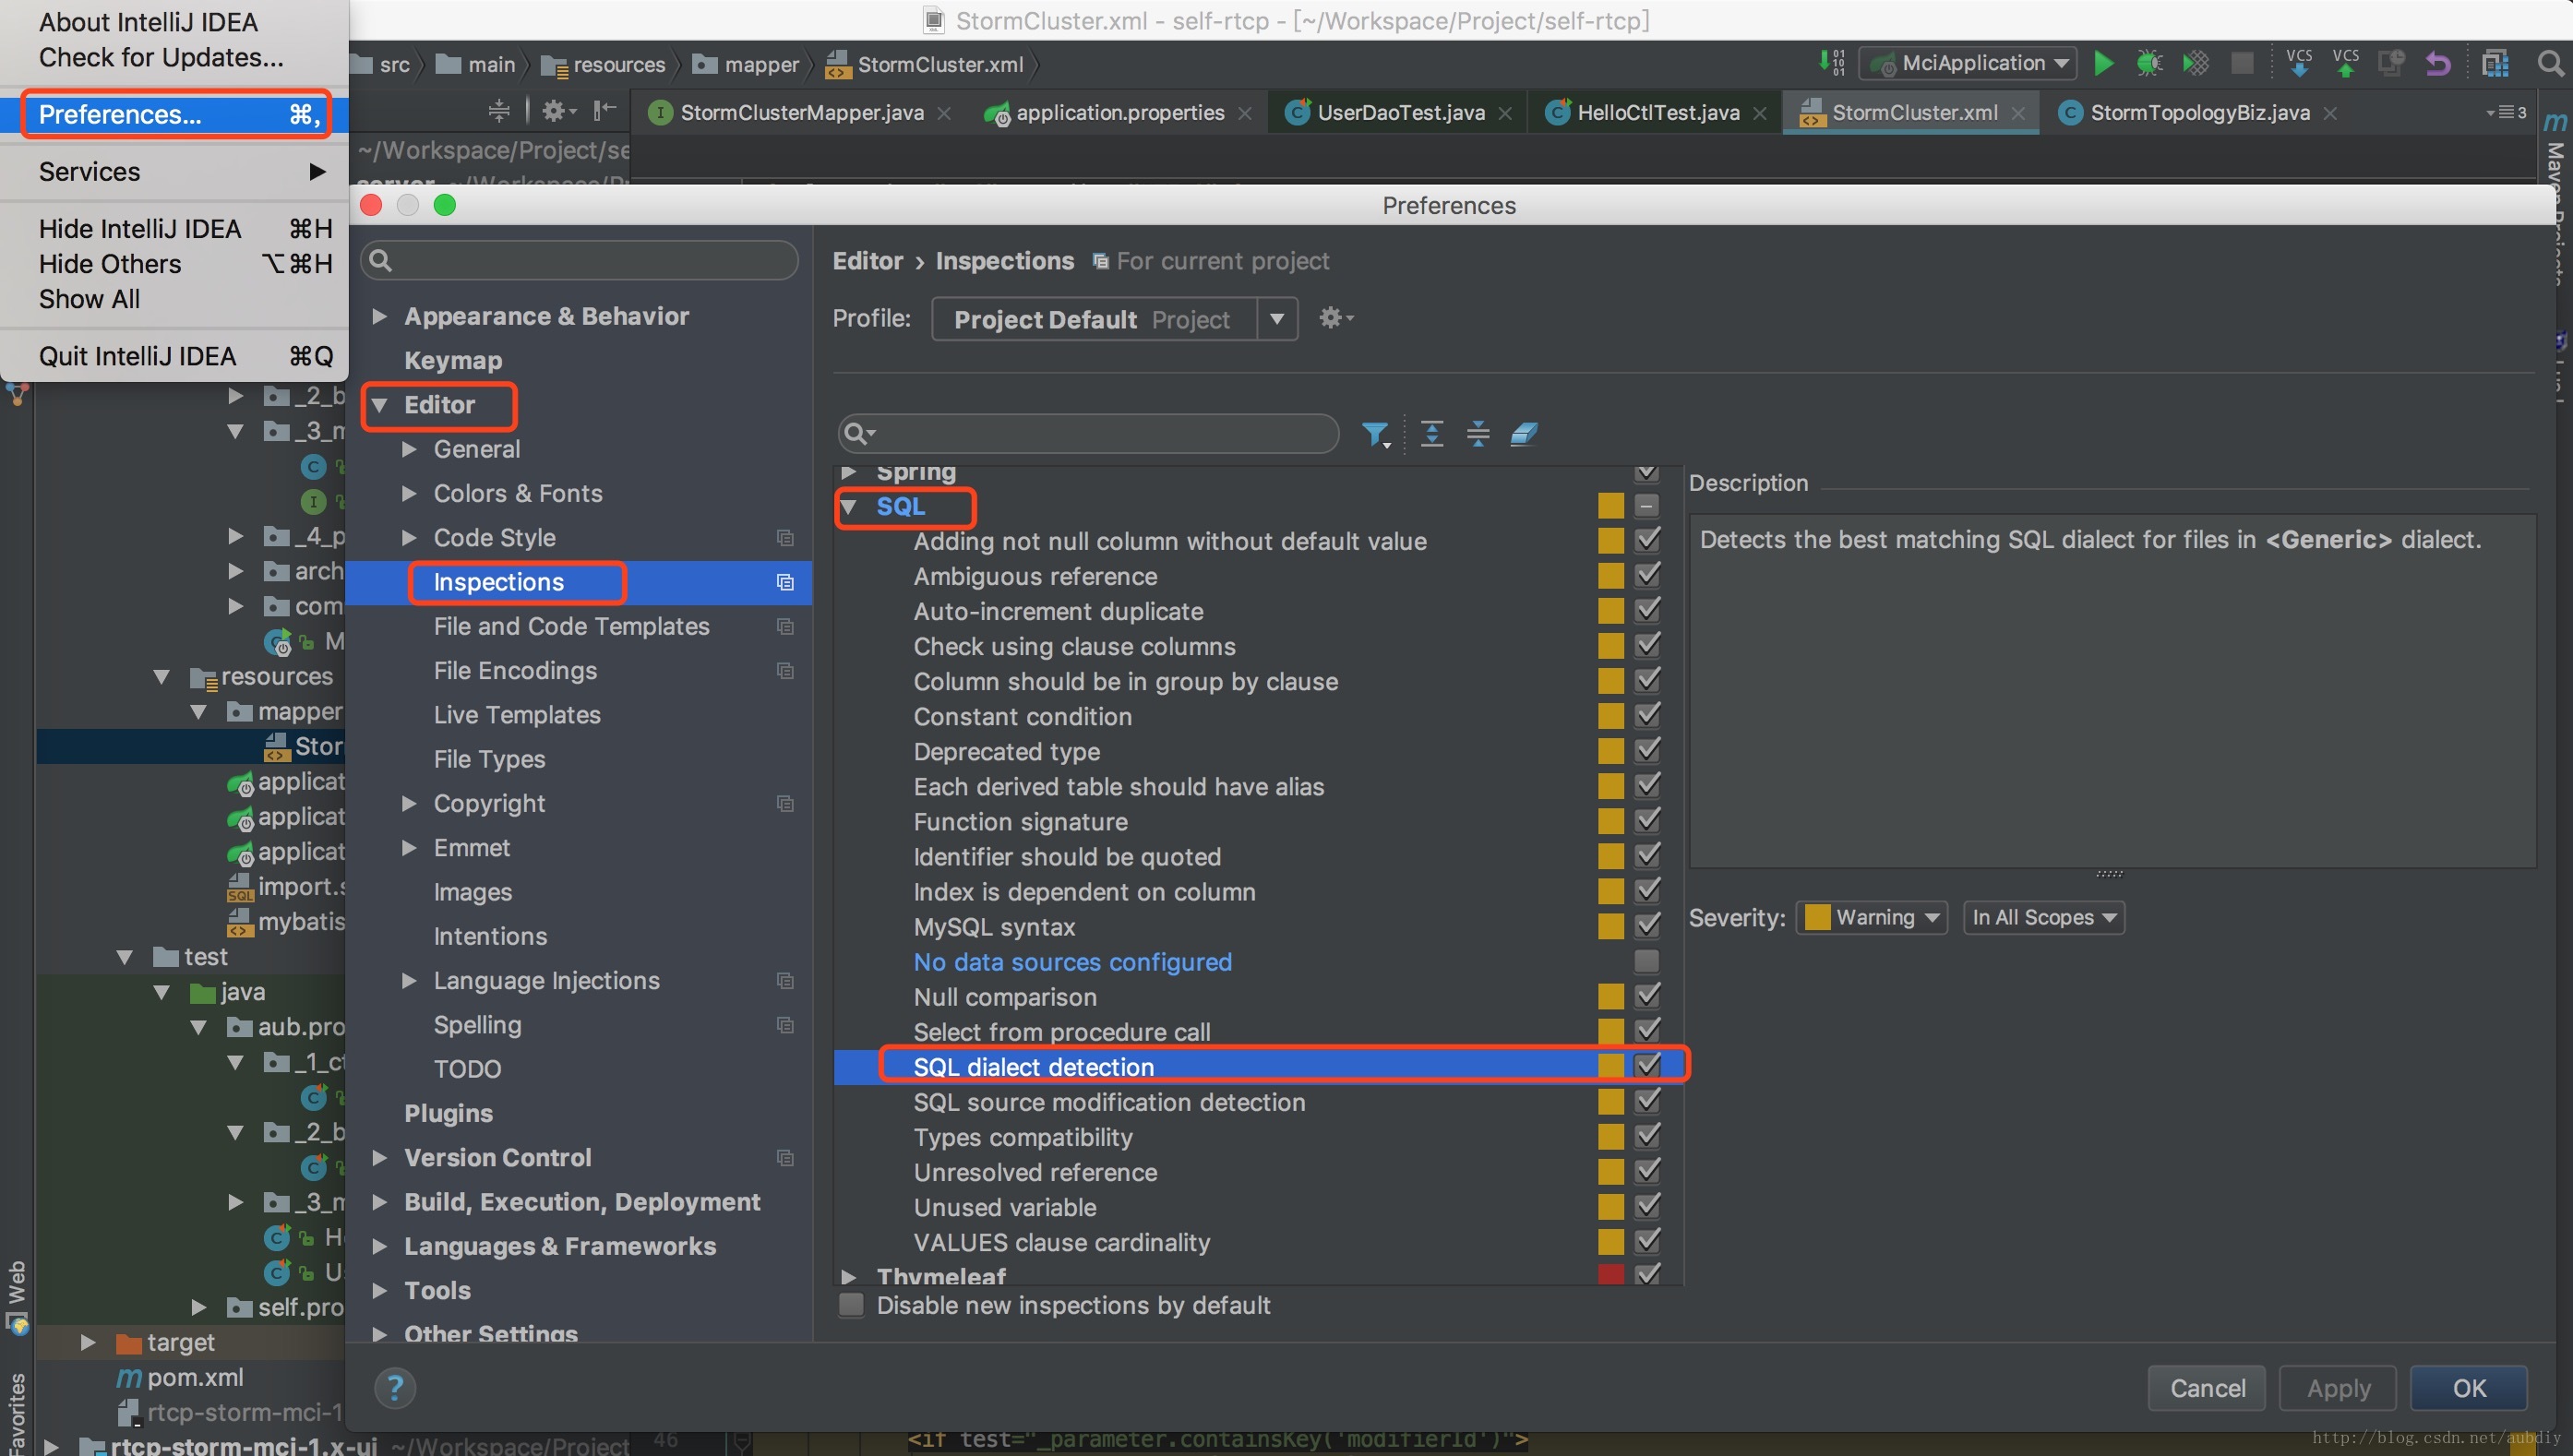 About IntelliJ IDEA
Check for Updates...
Preferences... ⌘,
Services
Hide IntelliJ IDEA ⌘H
Hide Others ⌥⌘H
Show All
Quit IntelliJ IDEA ⌘Q
StormCluster.xml - self-rtcp - [~/Workspace/Project/self-rtcp]
src main resources mapper StormCluster.xml
MciApplication VCS VCS
StormClusterMapper.java application.properties UserDaoTest.java HelloCtlTest.java StormCluster.xml StormTopologyBiz.java 3
~/Workspace/Project/se
Preferences
Appearance & Behavior
Keymap
Editor
General
Colors & Fonts
Code Style
Inspections
File and Code Templates
File Encodings
Live Templates
File Types
Copyright
Emmet
Images
Intentions
Language Injections
Spelling
TODO
Plugins
Version Control
Build, Execution, Deployment
Languages & Frameworks
Tools
Other Settings
Editor › Inspections For current project
Profile: Project Default Project
Spring
SQL
Adding not null column without default value
Ambiguous reference
Auto-increment duplicate
Check using clause columns
Column should be in group by clause
Constant condition
Deprecated type
Each derived table should have alias
Function signature
Identifier should be quoted
Index is dependent on column
MySQL syntax
No data sources configured
Null comparison
Select from procedure call
SQL dialect detection
SQL source modification detection
Types compatibility
Unresolved reference
Unused variable
VALUES clause cardinality
Thymeleaf
Disable new inspections by default
Description
Detects the best matching SQL dialect for files in <Generic> dialect.
Severity: Warning In All Scopes
Cancel Apply OK
_2_b
_3_m
_4_p
arch
com
M
resources
mapper
Stor
applicat
applicat
applicat
import.s
mybatis
test
java
aub.pro
_1_ct
_2_b
_3_m
H
Us
self.pro
target
pom.xml
rtcp-storm-mci-1
rtcp-storm-mci-1.x-ui ~/Workspace/Project
Web
Favorites
46 <if test="_parameter.containsKey('modifierId')">
http://blog.csdn.net/aubdiy